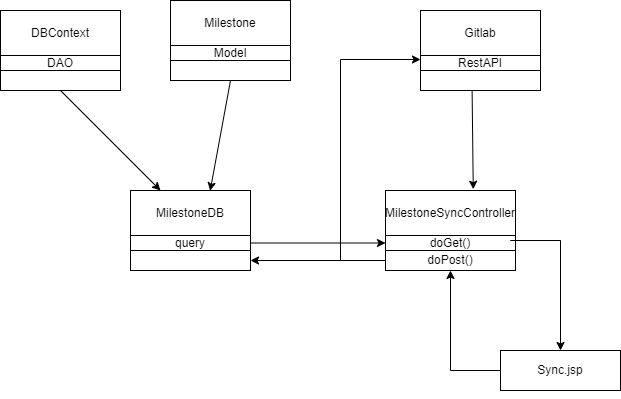 DBContext
DAO
Milestone
Model
Gitlab
RestAPI
MilestoneDB
query
MilestoneSyncController
doGet()
doPost()
Sync.jsp